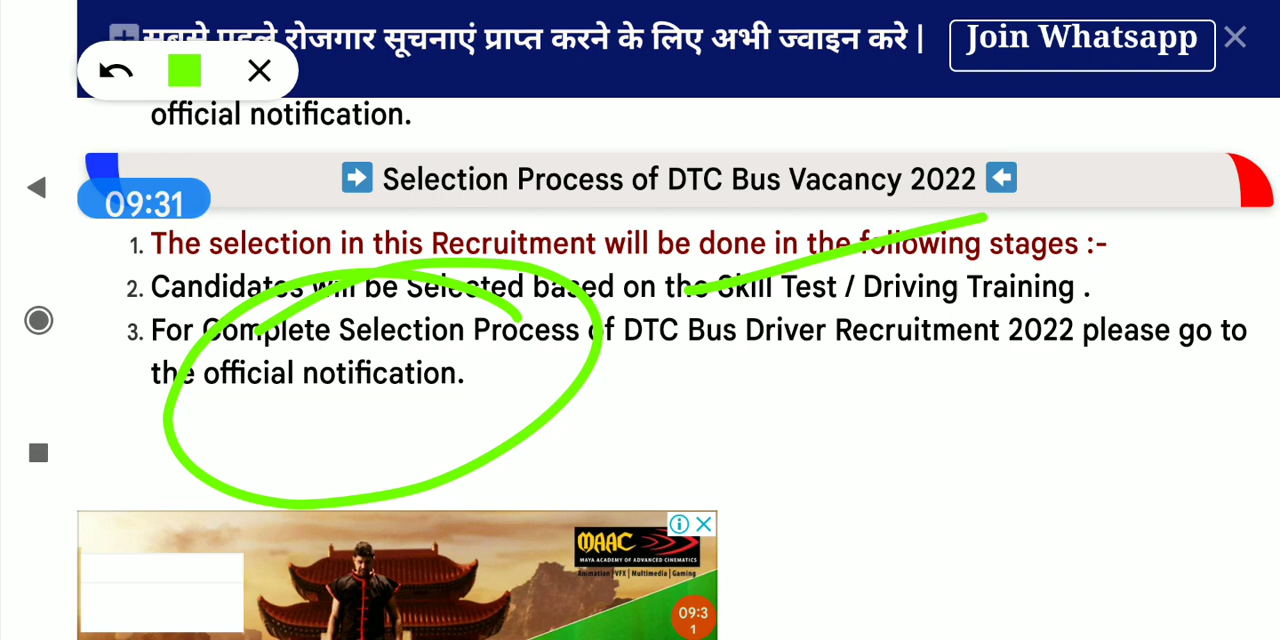 सबसे पहले रोजगार सूचनाएं प्राप्त करने के लिए अभी ज्वाइन करे |
Join Whatsapp
official notification.
Selection Process of DTC Bus Vacancy 2022
09:31
1. The selection in this Recruitment will be done in the following stages :-
2. Candidates will be Selected based on the Skill Test / Driving Training .
3. For Complete Selection Process of DTC Bus Driver Recruitment 2022 please go to
the official notification.
MAAC
MAYA ACADEMY OF ADVANCED CINEMATICS
Animation | VFX | Multimedia | Gaming
09:3
1